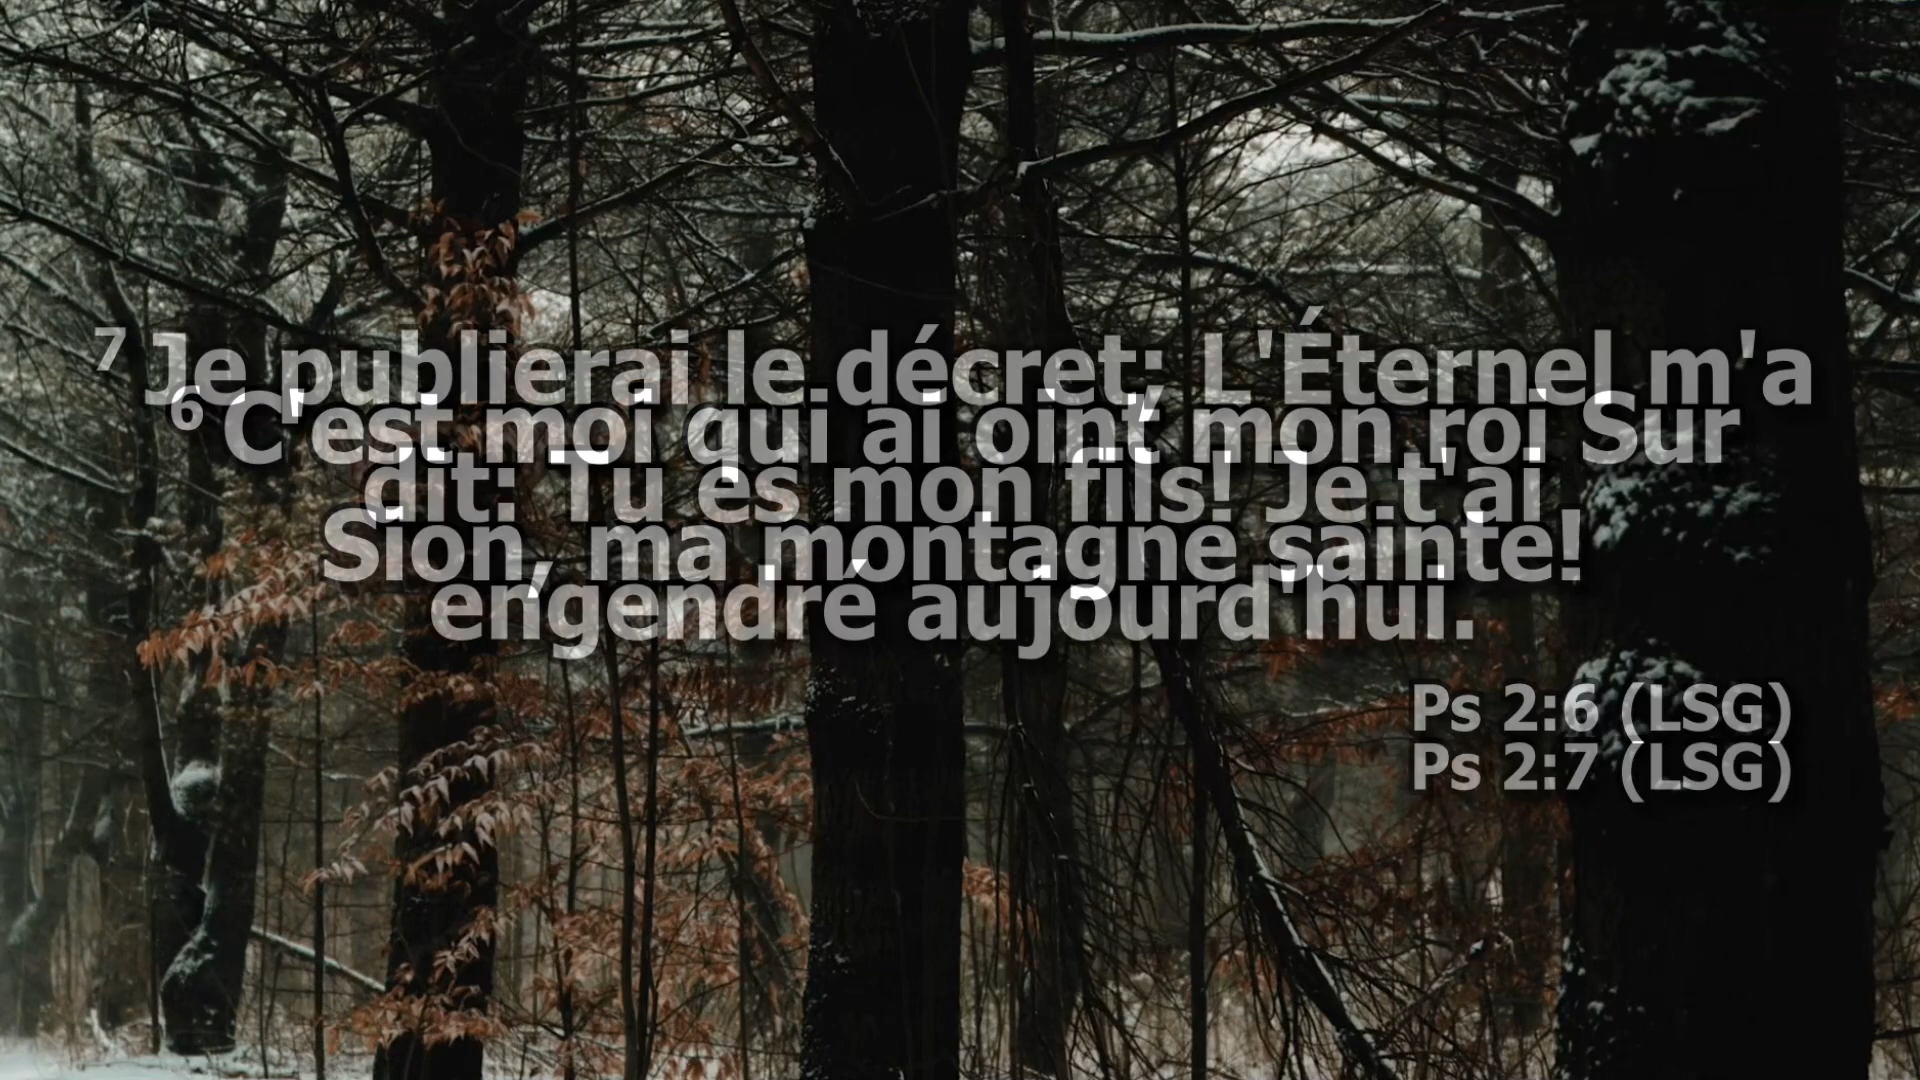 7 Je publierai le décret; L'Éternel m'a
6 C'est moi qui ai oint mon roi Sur
dit: Tu es mon fils! Je t'ai
Sion, ma montagne sainte!
engendré aujourd'hui.
Ps 2:6 (LSG)
Ps 2:7 (LSG)